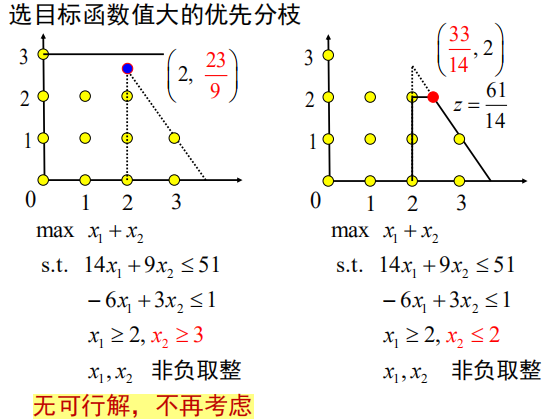 选目标函数值大的优先分枝
3
2
1
0
1
2
3
(2, 23/9)
max x₁ + x₂
s.t. 14x₁ + 9x₂ ≤ 51
− 6x₁ + 3x₂ ≤ 1
x₁ ≥ 2, x₂ ≥ 3
x₁, x₂ 非负取整
无可行解，不再考虑
3
2
1
0
1
2
3
(33/14, 2)
z = 61/14
max x₁ + x₂
s.t. 14x₁ + 9x₂ ≤ 51
− 6x₁ + 3x₂ ≤ 1
x₁ ≥ 2, x₂ ≤ 2
x₁, x₂ 非负取整